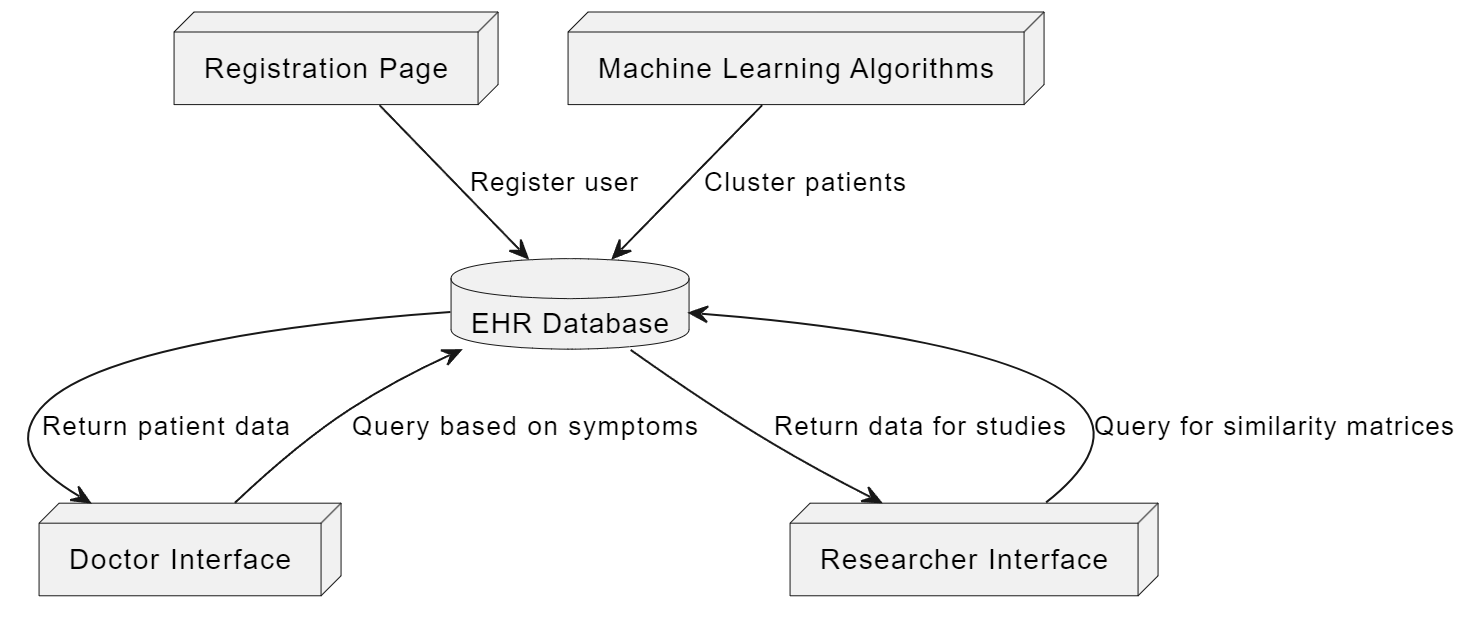 Registration Page
Machine Learning Algorithms
Register user
Cluster patients
EHR Database
Return patient data
Query based on symptoms
Return data for studies
Query for similarity matrices
Doctor Interface
Researcher Interface